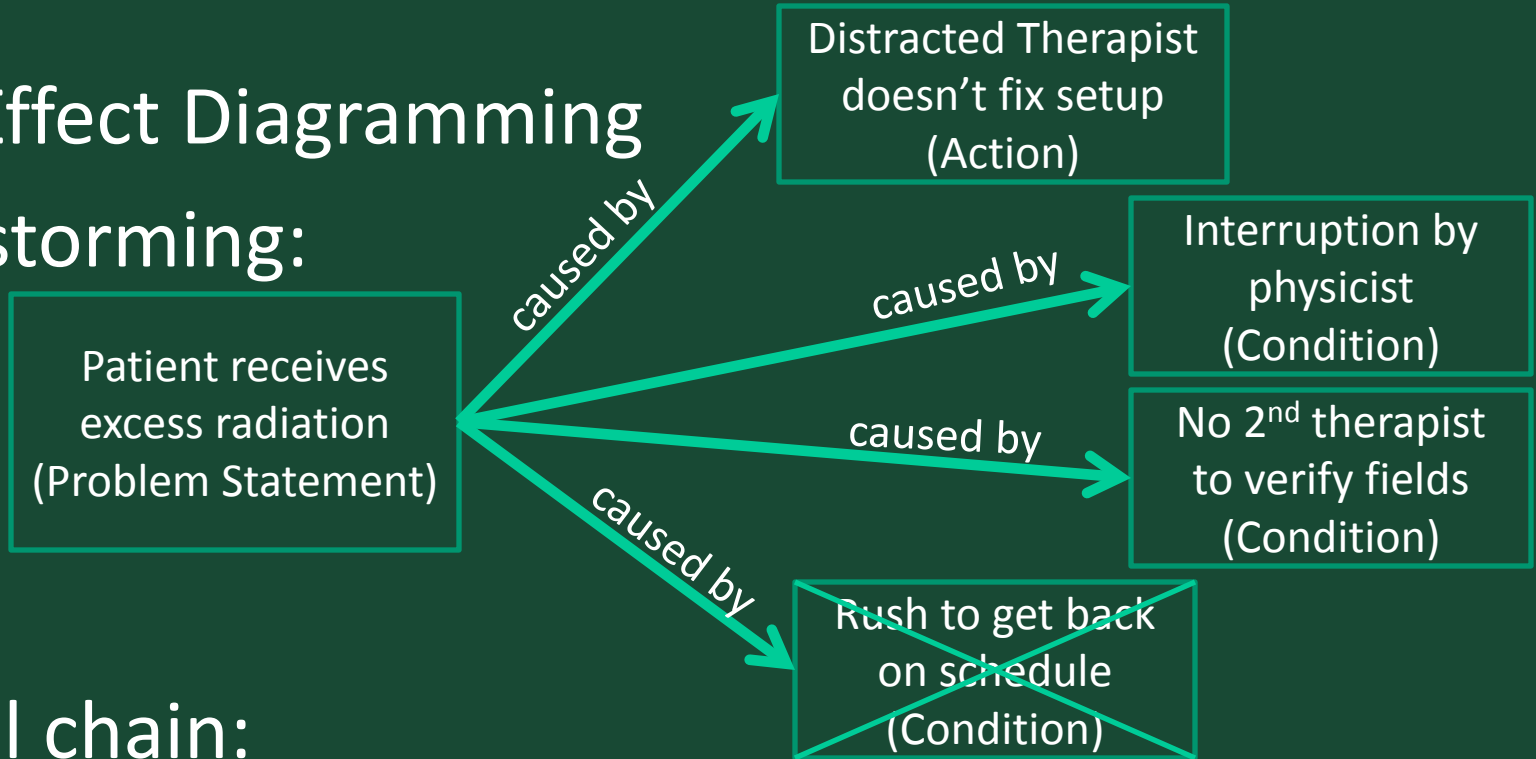 Effect Diagramming
storming:
Patient receives
excess radiation
(Problem Statement)
caused by
Distracted Therapist
doesn’t fix setup
(Action)
caused by
Interruption by
physicist
(Condition)
caused by
No 2nd therapist
to verify fields
(Condition)
caused by
Rush to get back
on schedule
(Condition)
l chain: